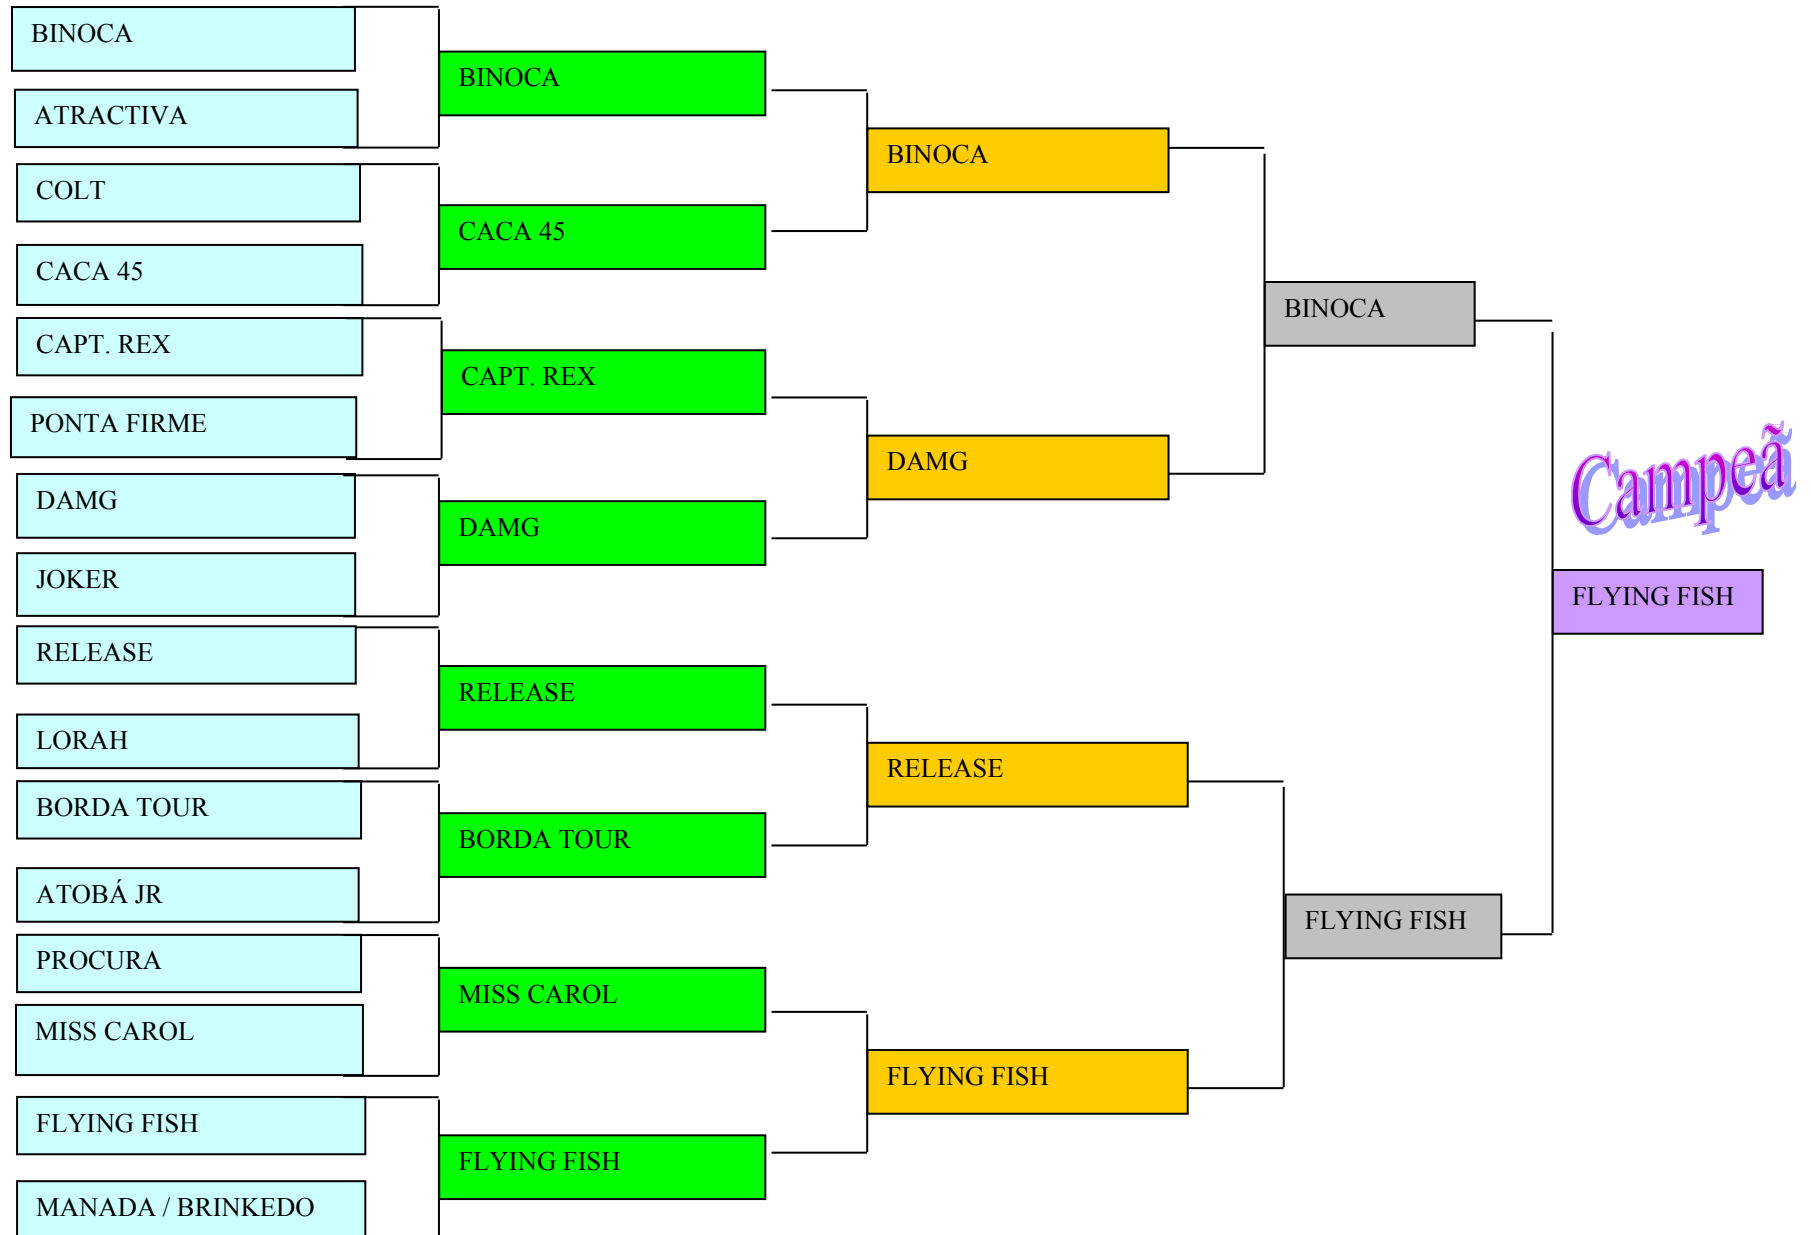 BINOCA
ATRACTIVA
COLT
CACA 45
CAPT. REX
PONTA FIRME
DAMG
JOKER
RELEASE
LORAH
BORDA TOUR
ATOBÁ JR
PROCURA
MISS CAROL
FLYING FISH
MANADA / BRINKEDO
BINOCA
CACA 45
CAPT. REX
DAMG
RELEASE
BORDA TOUR
MISS CAROL
FLYING FISH
BINOCA
DAMG
RELEASE
FLYING FISH
BINOCA
FLYING FISH
Campeã
FLYING FISH